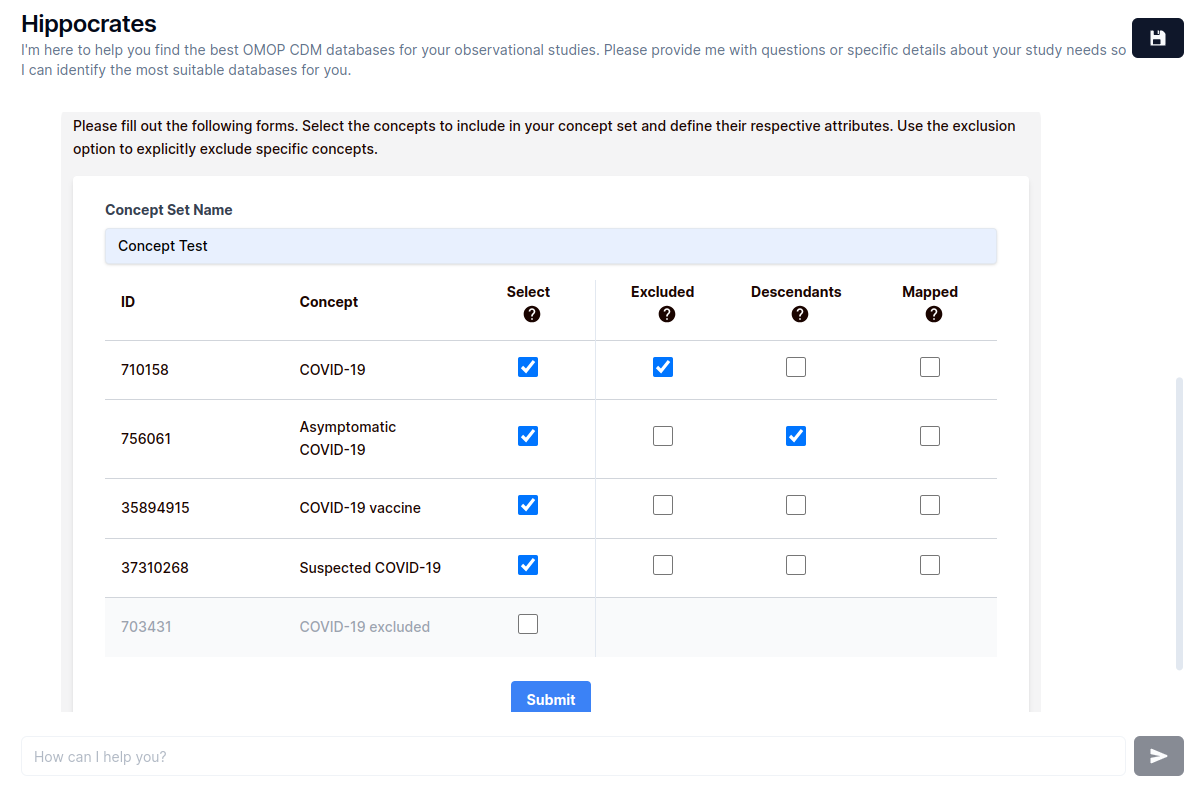 Hippocrates
I'm here to help you find the best OMOP CDM databases for your observational studies. Please provide me with questions or specific details about your study needs so
I can identify the most suitable databases for you.
Please fill out the following forms. Select the concepts to include in your concept set and define their respective attributes. Use the exclusion
option to explicitly exclude specific concepts.
Concept Set Name
Concept Test
ID Concept Select Excluded Descendants Mapped
? ? ? ?
710158 COVID-19
756061 Asymptomatic
COVID-19
35894915 COVID-19 vaccine
37310268 Suspected COVID-19
703431 COVID-19 excluded
Submit
How can I help you?